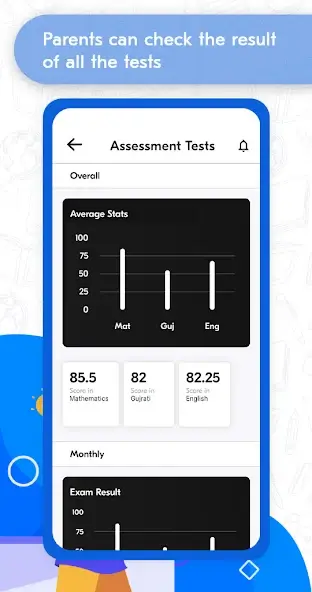 Parents can check the result
of all the tests
Assessment Tests
Overall
Average Stats
100
75
50
25
0
Mat Guj Eng
85.5 82 82.25
Score in Score in Score in
Mathematics Gujrati English
Monthly
Exam Result
100
75
50